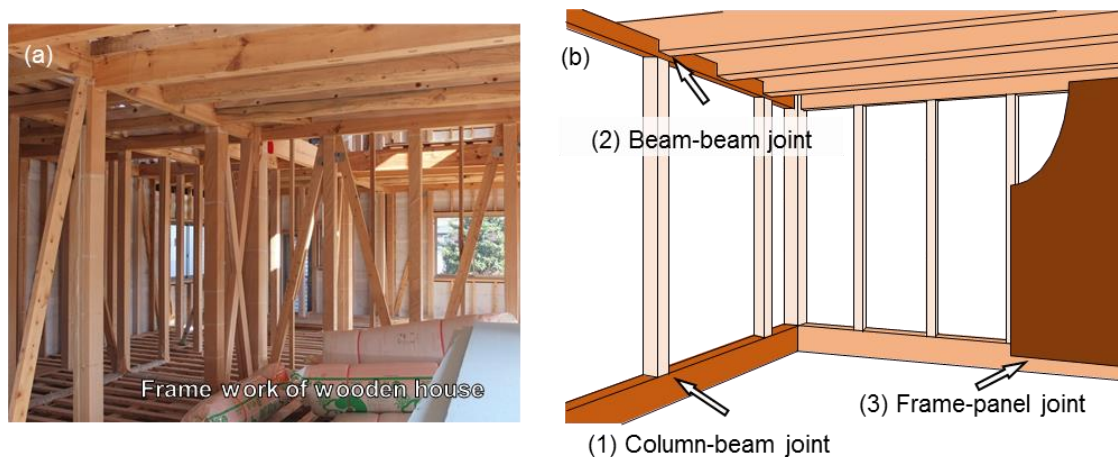 (a)
Frame work of wooden house
(b)
(2) Beam-beam joint
(3) Frame-panel joint
(1) Column-beam joint